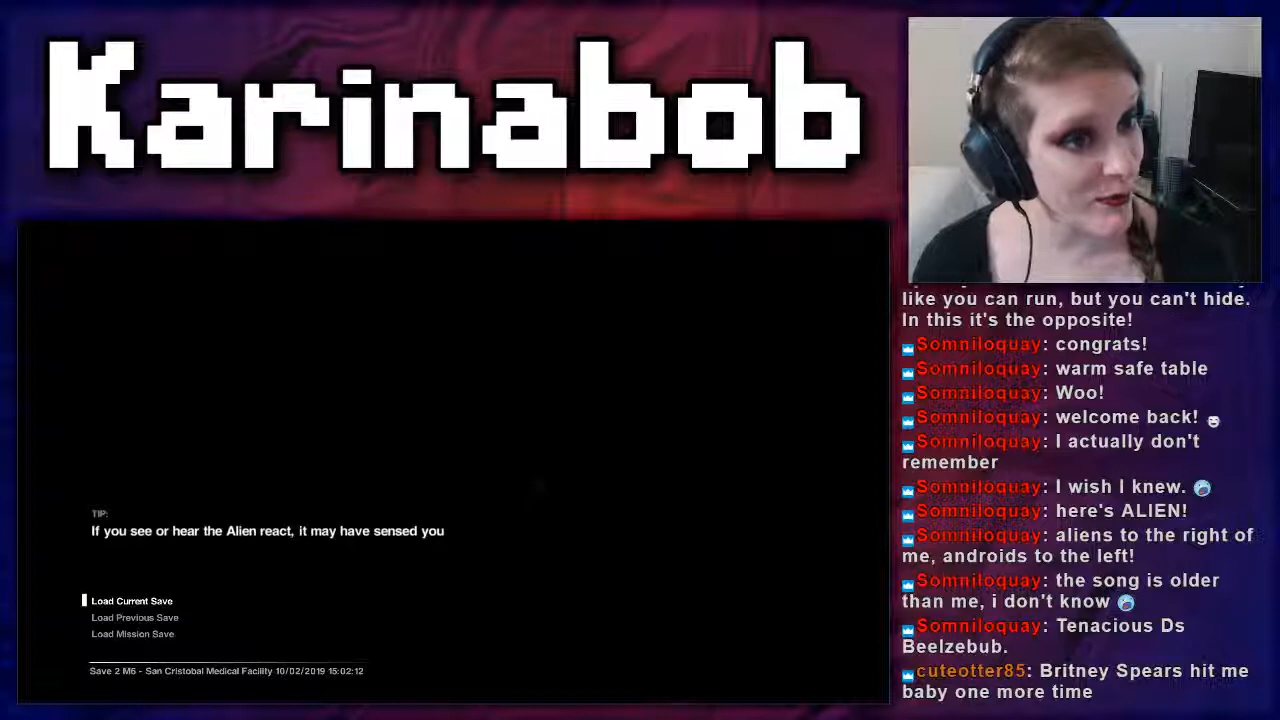 Karinabob
TIP:
If you see or hear the Alien react, it may have sensed you
Load Current Save
Load Previous Save
Load Mission Save
Save 2 M6 - San Cristobal Medical Facility 10/02/2019 15:02:12
like you can run, but you can't hide.
In this it's the opposite!
Somniloquay: congrats!
Somniloquay: warm safe table
Somniloquay: Woo!
Somniloquay: welcome back!
Somniloquay: I actually don't
remember
Somniloquay: I wish I knew.
Somniloquay: here's ALIEN!
Somniloquay: aliens to the right of
me, androids to the left!
Somniloquay: the song is older
than me, i don't know
Somniloquay: Tenacious Ds
Beelzebub.
cuteotter85: Britney Spears hit me
baby one more time